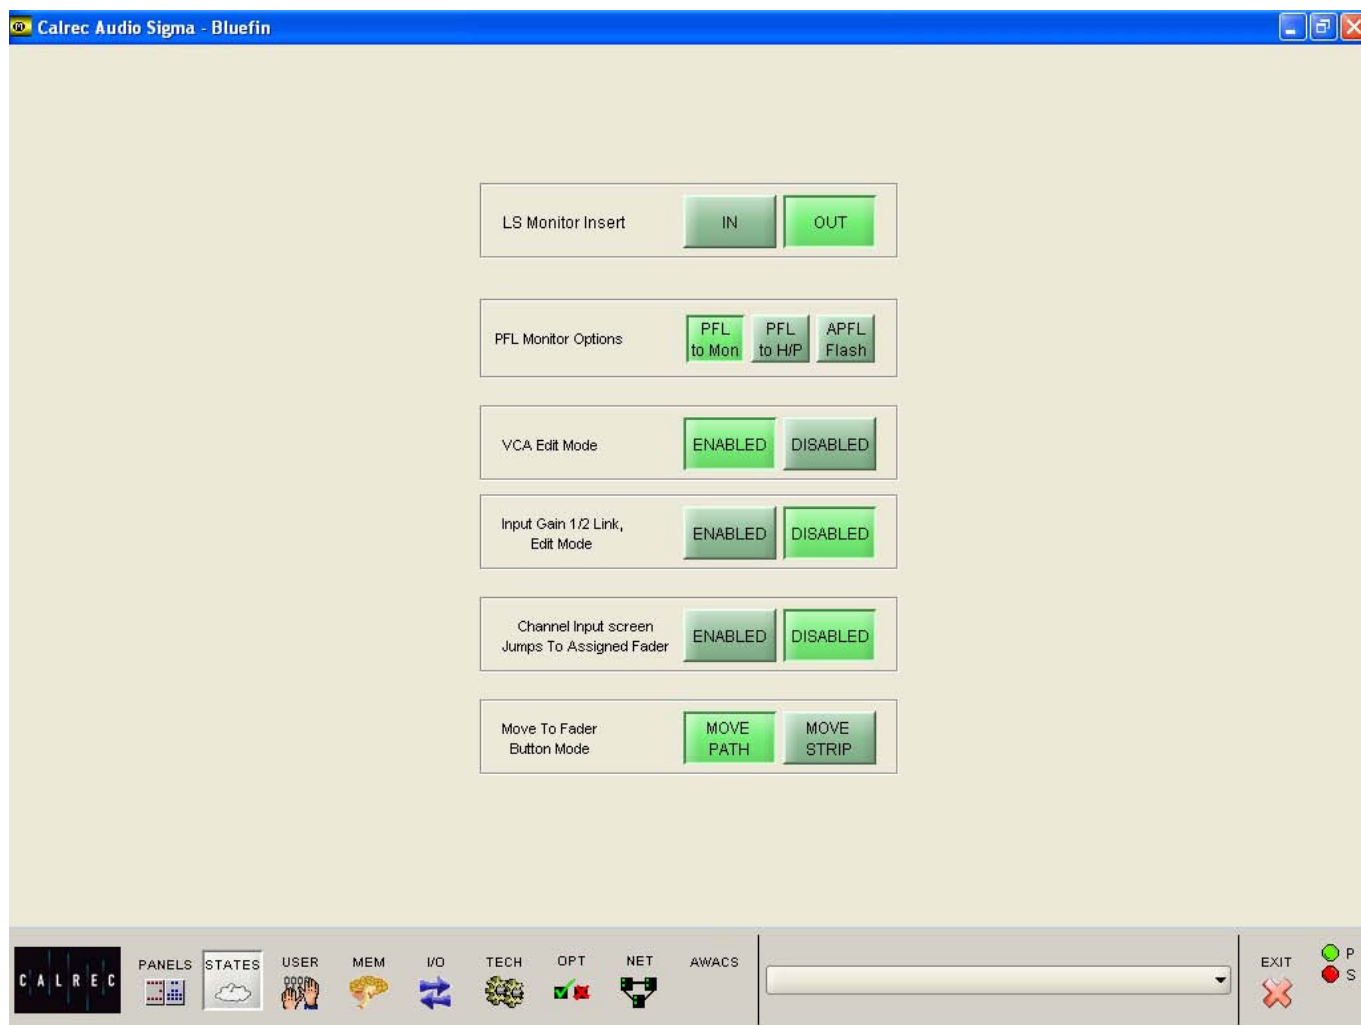 Calrec Audio Sigma - Bluefin
LS Monitor Insert
IN
OUT
PFL Monitor Options
PFL
to Mon
PFL
to H/P
APFL
Flash
VCA Edit Mode
ENABLED
DISABLED
Input Gain 1/2 Link,
Edit Mode
ENABLED
DISABLED
Channel Input screen
Jumps To Assigned Fader
ENABLED
DISABLED
Move To Fader
Button Mode
MOVE
PATH
MOVE
STRIP
CALREC
PANELS
STATES
USER
MEM
I/O
TECH
OPT
NET
AWACS
EXIT
P
S